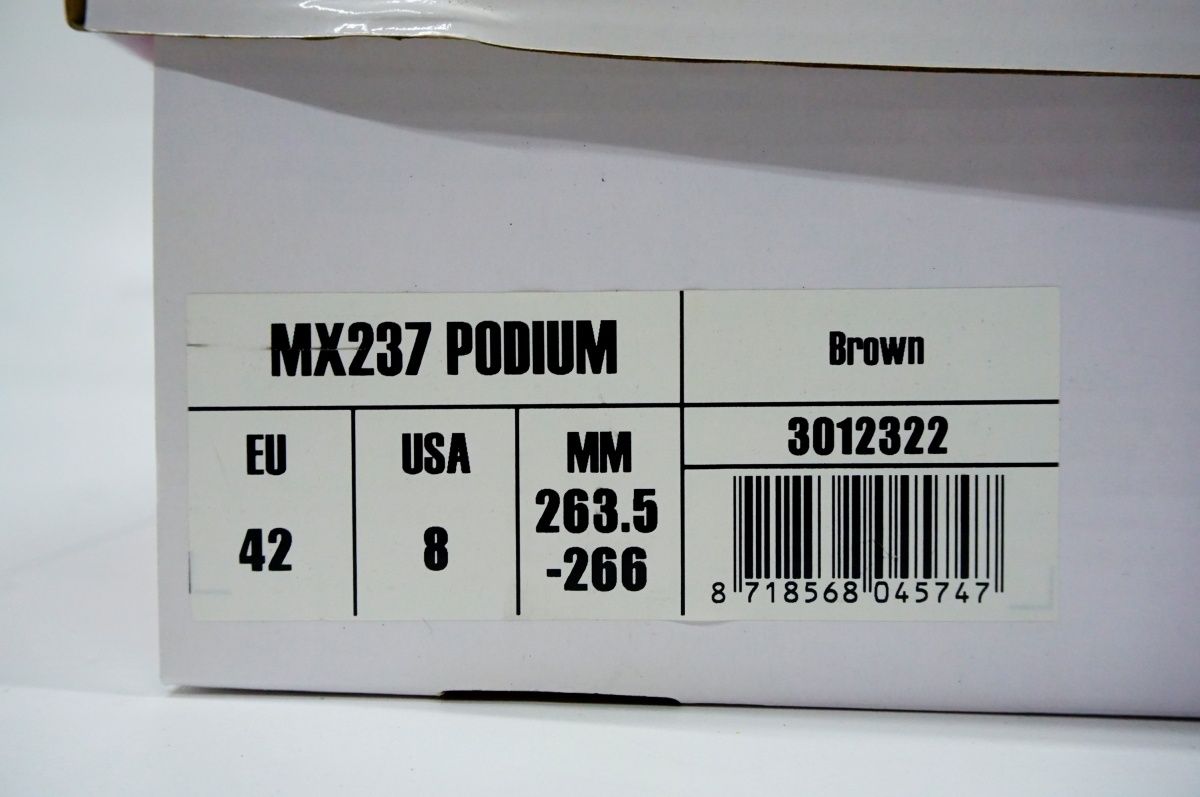 MX237 PODIUM
Brown
EU
42
USA
8
MM
263.5
-266
3012322
8 718568 045747